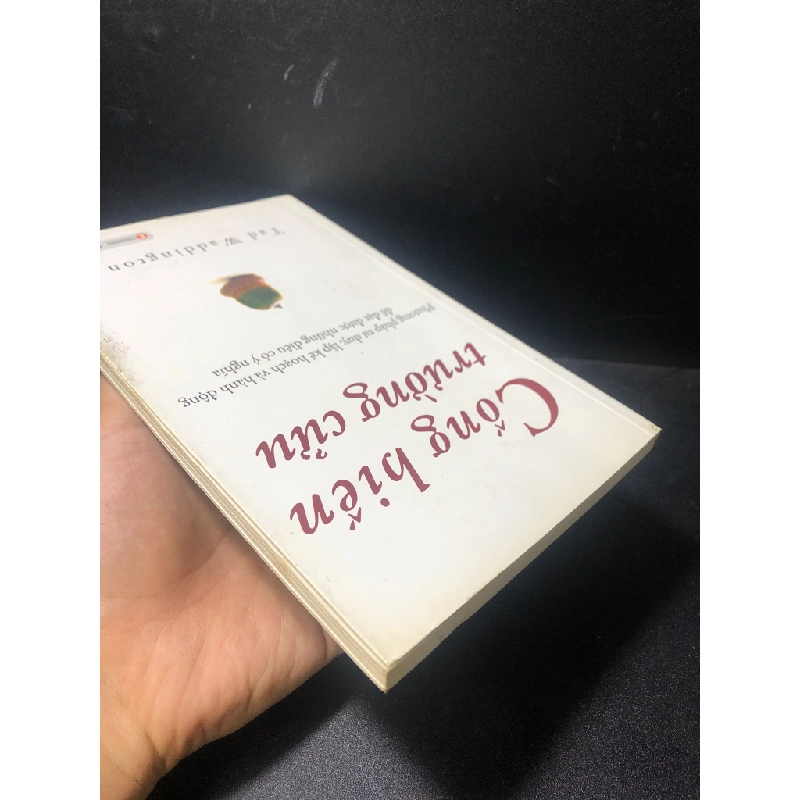 Cống hiến
trường cửu
Phương pháp tư duy, lập kế hoạch và hành động
để đạt được những điều có ý nghĩa
Tad Waddington